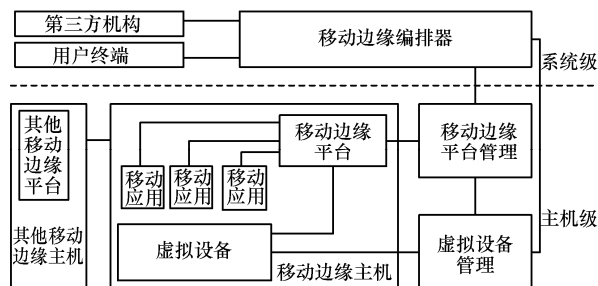 第三方机构
用户终端
移动边缘编排器
系统级
其他
移动
边缘
平台
其他移动
边缘主机
移动边缘
平台
移动
应用
移动
应用
移动
应用
虚拟设备
移动边缘主机
移动边缘
平台管理
主机级
虚拟设备
管理